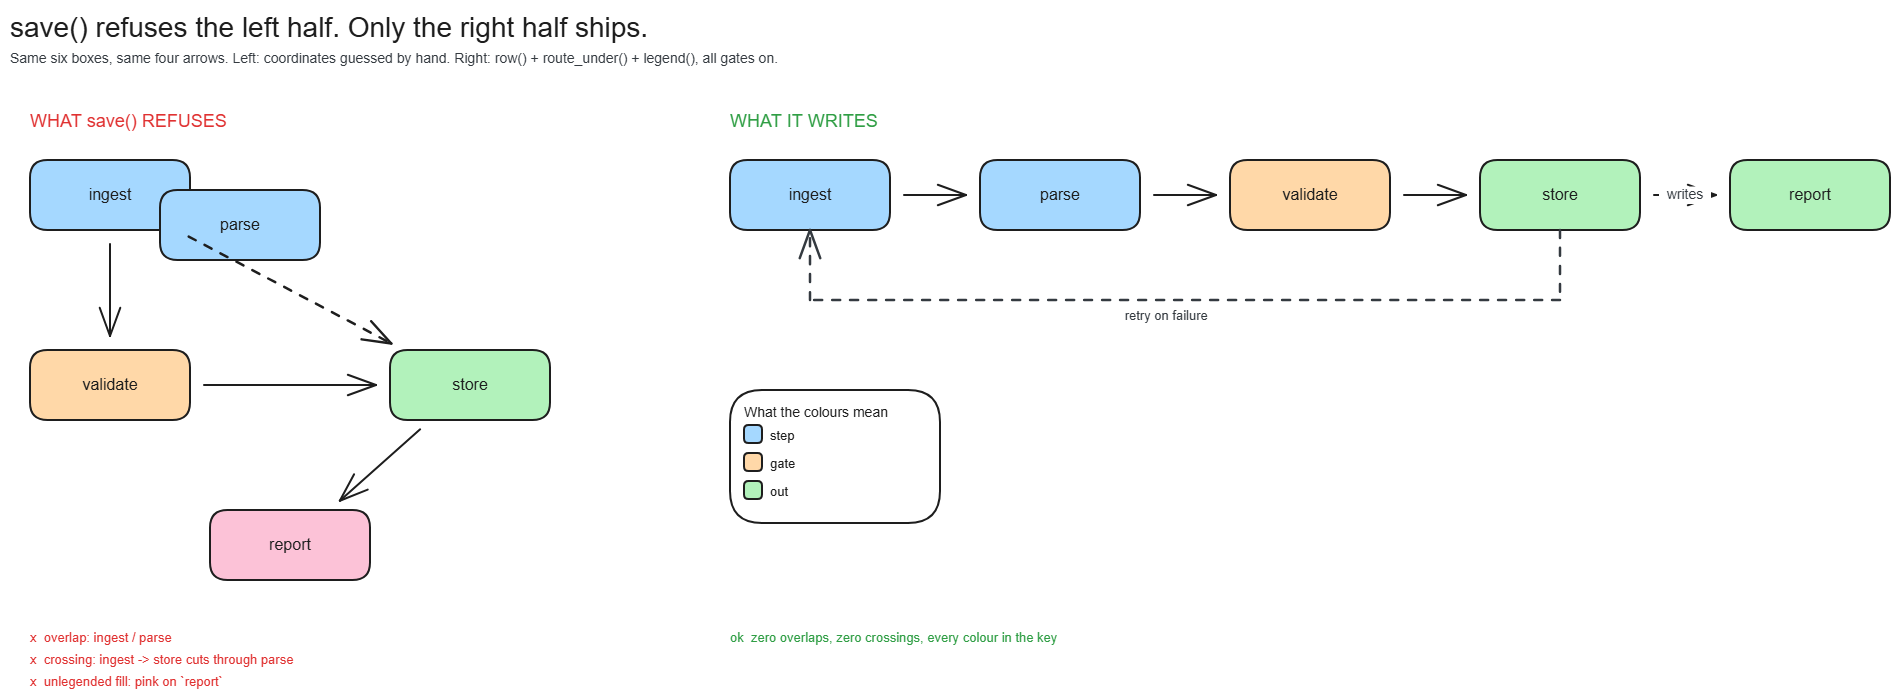 save() refuses the left half. Only the right half ships.
Same six boxes, same four arrows. Left: coordinates guessed by hand. Right: row() + route_under() + legend(), all gates on.
WHAT save() REFUSES
ingest
parse
validate
store
report
x overlap: ingest / parse
x crossing: ingest -> store cuts through parse
x unlegended fill: pink on `report`
WHAT IT WRITES
ingest
parse
validate
store
writes
report
retry on failure
What the colours mean
step
gate
out
ok zero overlaps, zero crossings, every colour in the key